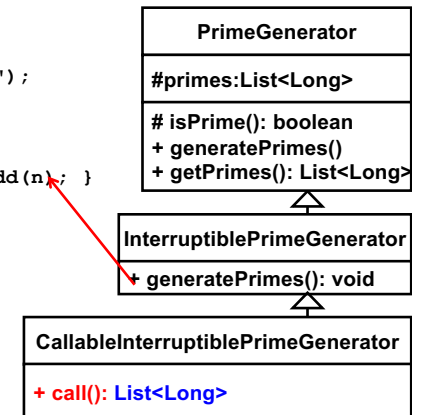 PrimeGenerator
");
#primes:List<Long>
# isPrime(): boolean
+ generatePrimes()
dd(n); }
+ getPrimes(): List<Long>
InterruptiblePrimeGenerator
+ generatePrimes(): void
CallableInterruptiblePrimeGenerator
+ call(): List<Long>